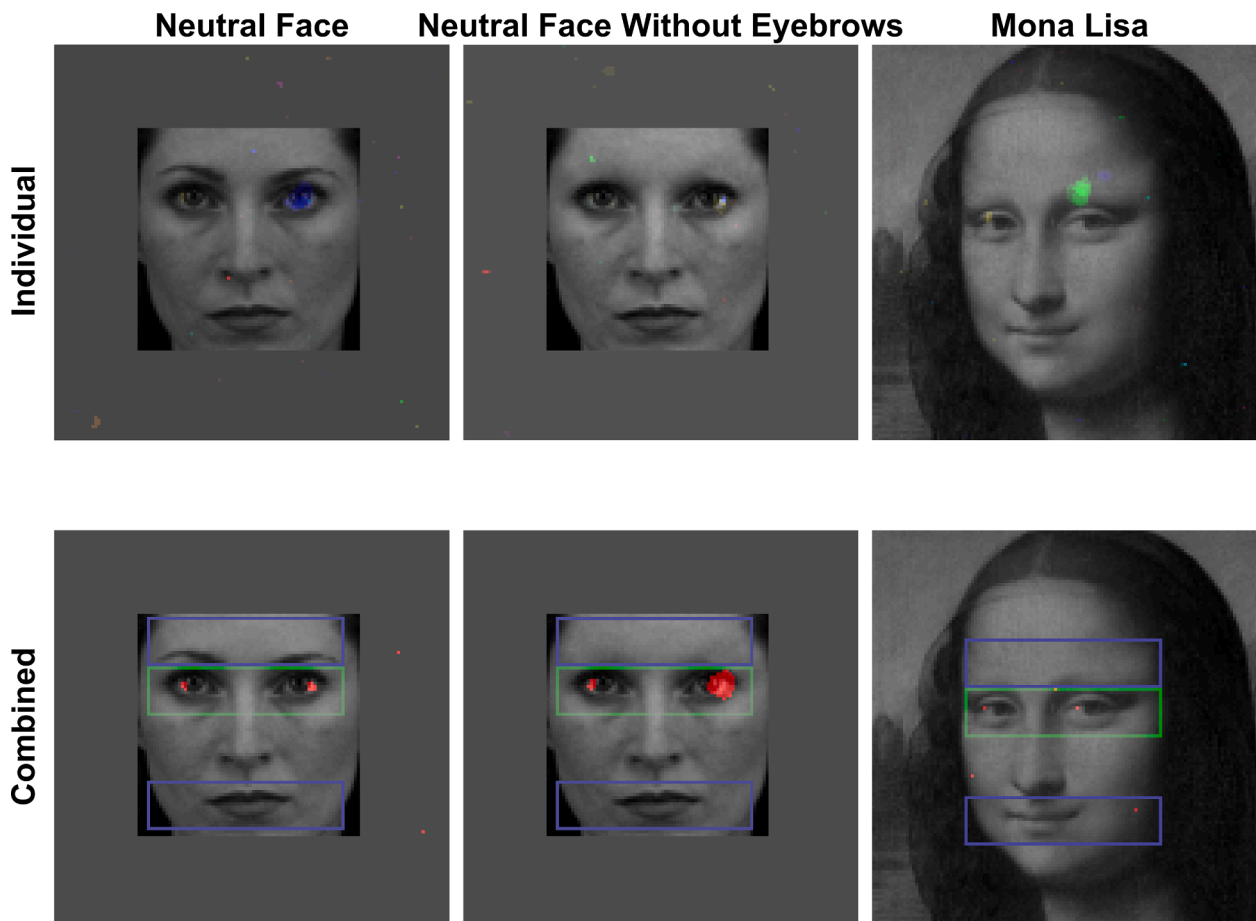 Neutral Face
Neutral Face Without Eyebrows
Mona Lisa
Individual
Combined